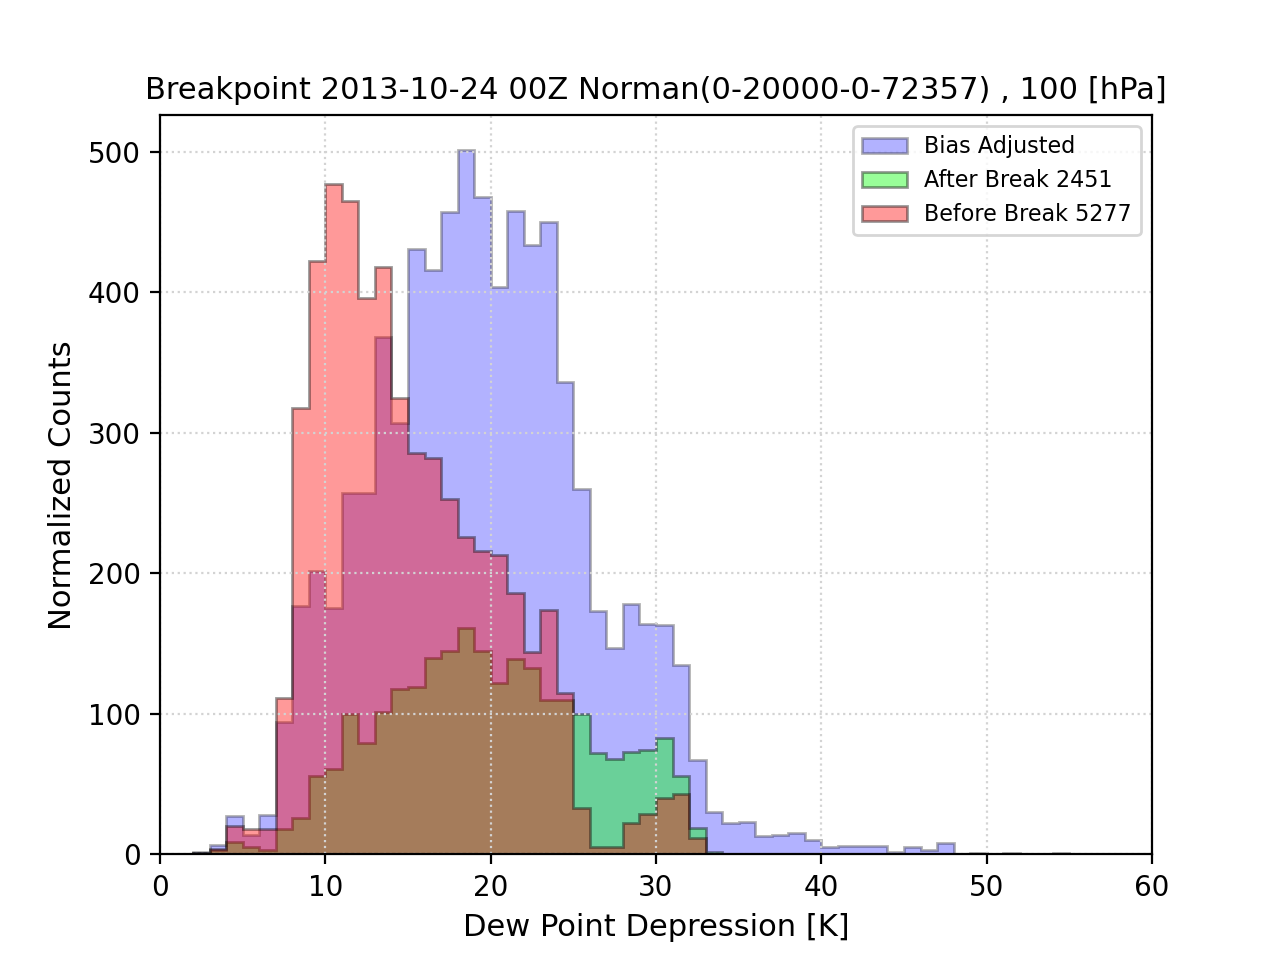 Breakpoint 2013-10-24 00Z Norman(0-20000-0-72357) , 100 [hPa]
Bias Adjusted
After Break 2451
Before Break 5277
Normalized Counts
500
400
300
200
100
0
0 10 20 30 40 50 60
Dew Point Depression [K]